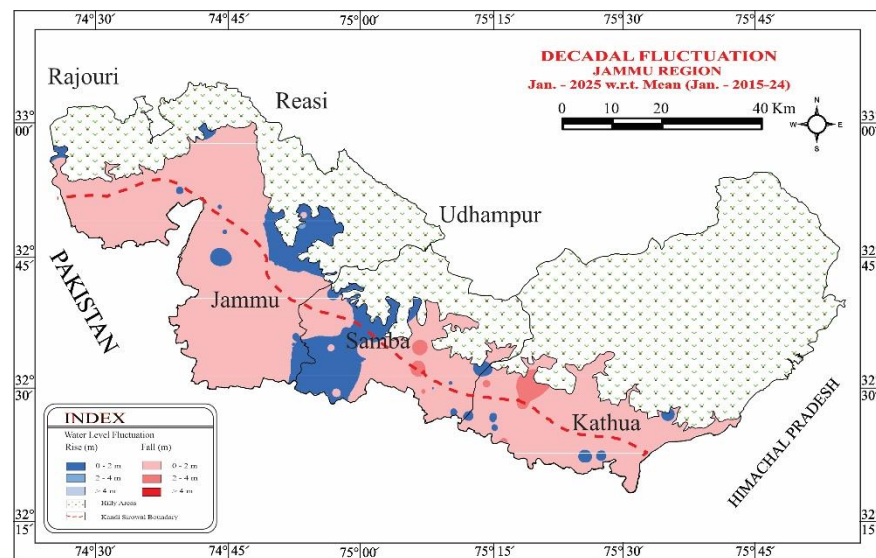 74° 30' 74° 45' 75° 00' 75° 15' 75° 30' 75° 45'
DECADAL FLUCTUATION
JAMMU REGION
Jan. - 2025 w.r.t. Mean (Jan. - 2015-24)
0 10 20 40 Km
N
W E
S
Rajouri
Reasi
33°
00'
33
00'
Udhampur
32°
45'
32°
45'
PAKISTAN
Jammu
Samba
32°
30'
32°
30'
Kathua
HIMACHAL PRADESH
INDEX
Water Level Fluctuation
Rise (m) Fall (m)
0 - 2 m 0 - 2 m
2 - 4 m 2 - 4 m
> 4 m > 4 m
Hilly Areas
Kandi Sirowal Boundary
32°
15'
32°
15'
74° 30' 74° 45' 75° 00' 75° 15' 75° 30' 75° 45'